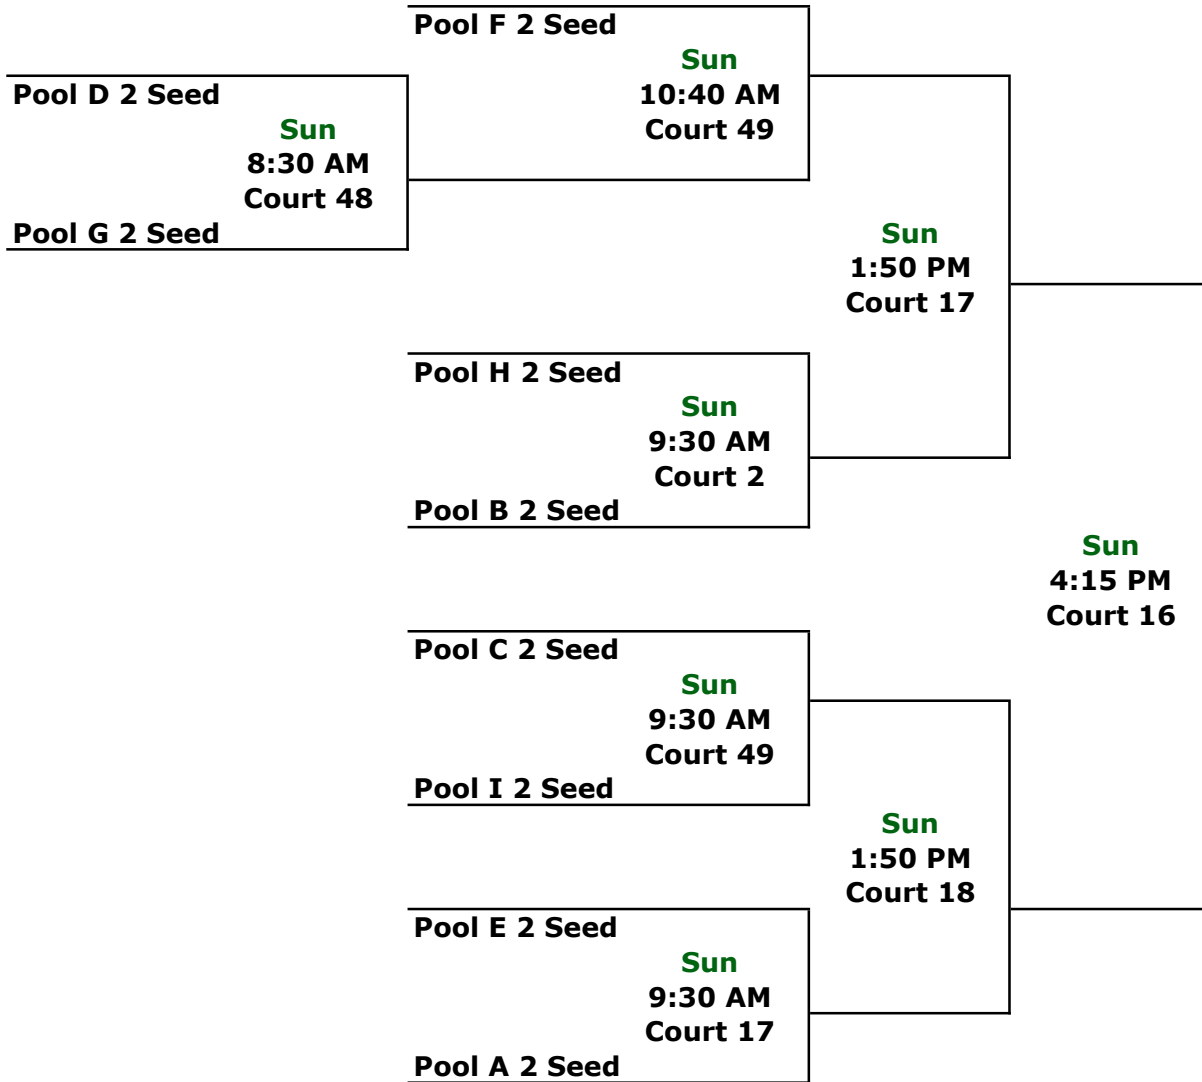 Pool F 2 Seed
Sun
10:40 AM
Court 49
Pool D 2 Seed
Sun
8:30 AM
Court 48
Pool G 2 Seed
Sun
1:50 PM
Court 17
Pool H 2 Seed
Sun
9:30 AM
Court 2
Pool B 2 Seed
Sun
4:15 PM
Court 16
Pool C 2 Seed
Sun
9:30 AM
Court 49
Pool I 2 Seed
Sun
1:50 PM
Court 18
Pool E 2 Seed
Sun
9:30 AM
Court 17
Pool A 2 Seed